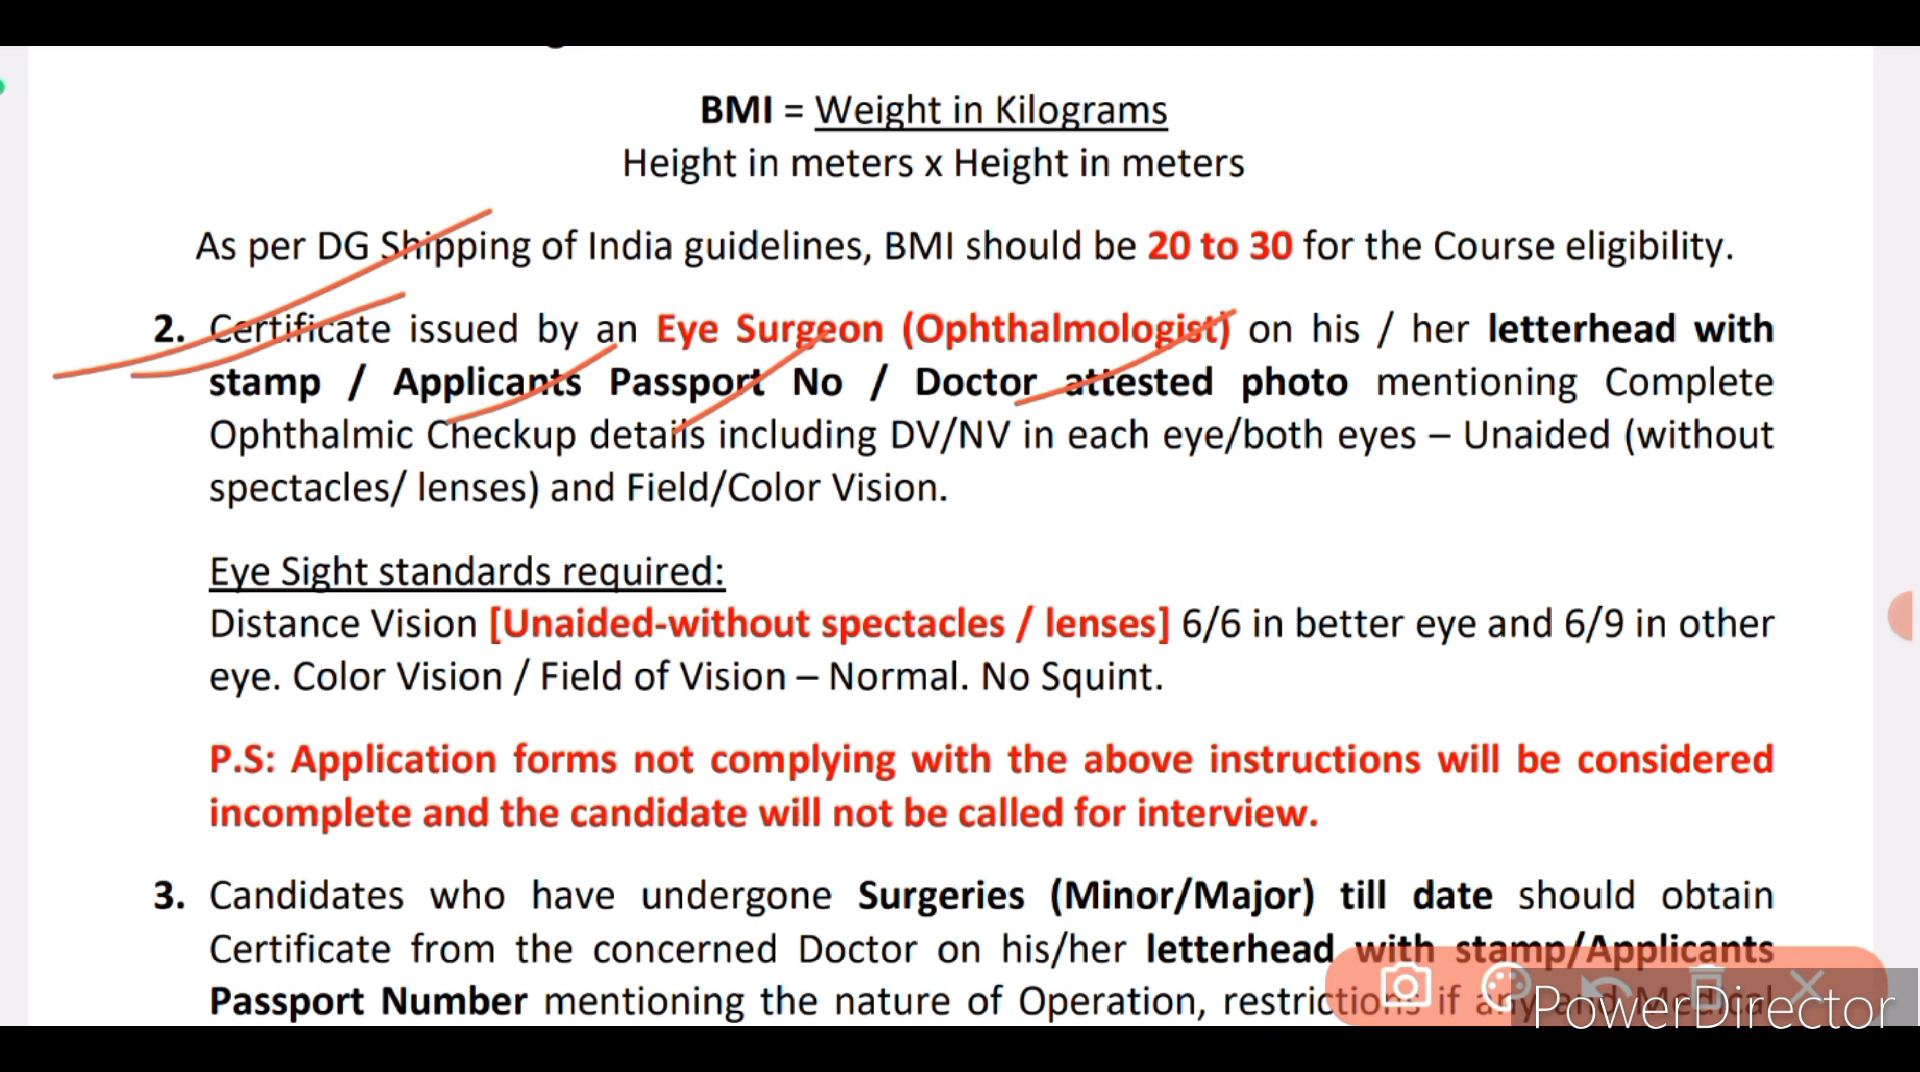 BMI = Weight in Kilograms
Height in meters x Height in meters
As per DG Shipping of India guidelines, BMI should be 20 to 30 for the Course eligibility.
2. Certificate issued by an Eye Surgeon (Ophthalmologist) on his / her letterhead with
stamp / Applicants Passport No / Doctor attested photo mentioning Complete
Ophthalmic Checkup details including DV/NV in each eye/both eyes – Unaided (without
spectacles/ lenses) and Field/Color Vision.
Eye Sight standards required:
Distance Vision [Unaided-without spectacles / lenses] 6/6 in better eye and 6/9 in other
eye. Color Vision / Field of Vision – Normal. No Squint.
P.S: Application forms not complying with the above instructions will be considered
incomplete and the candidate will not be called for interview.
3. Candidates who have undergone Surgeries (Minor/Major) till date should obtain
Certificate from the concerned Doctor on his/her letterhead with stamp/Applicants
Passport Number mentioning the nature of Operation, restrictions if any and Medical
PowerDirector